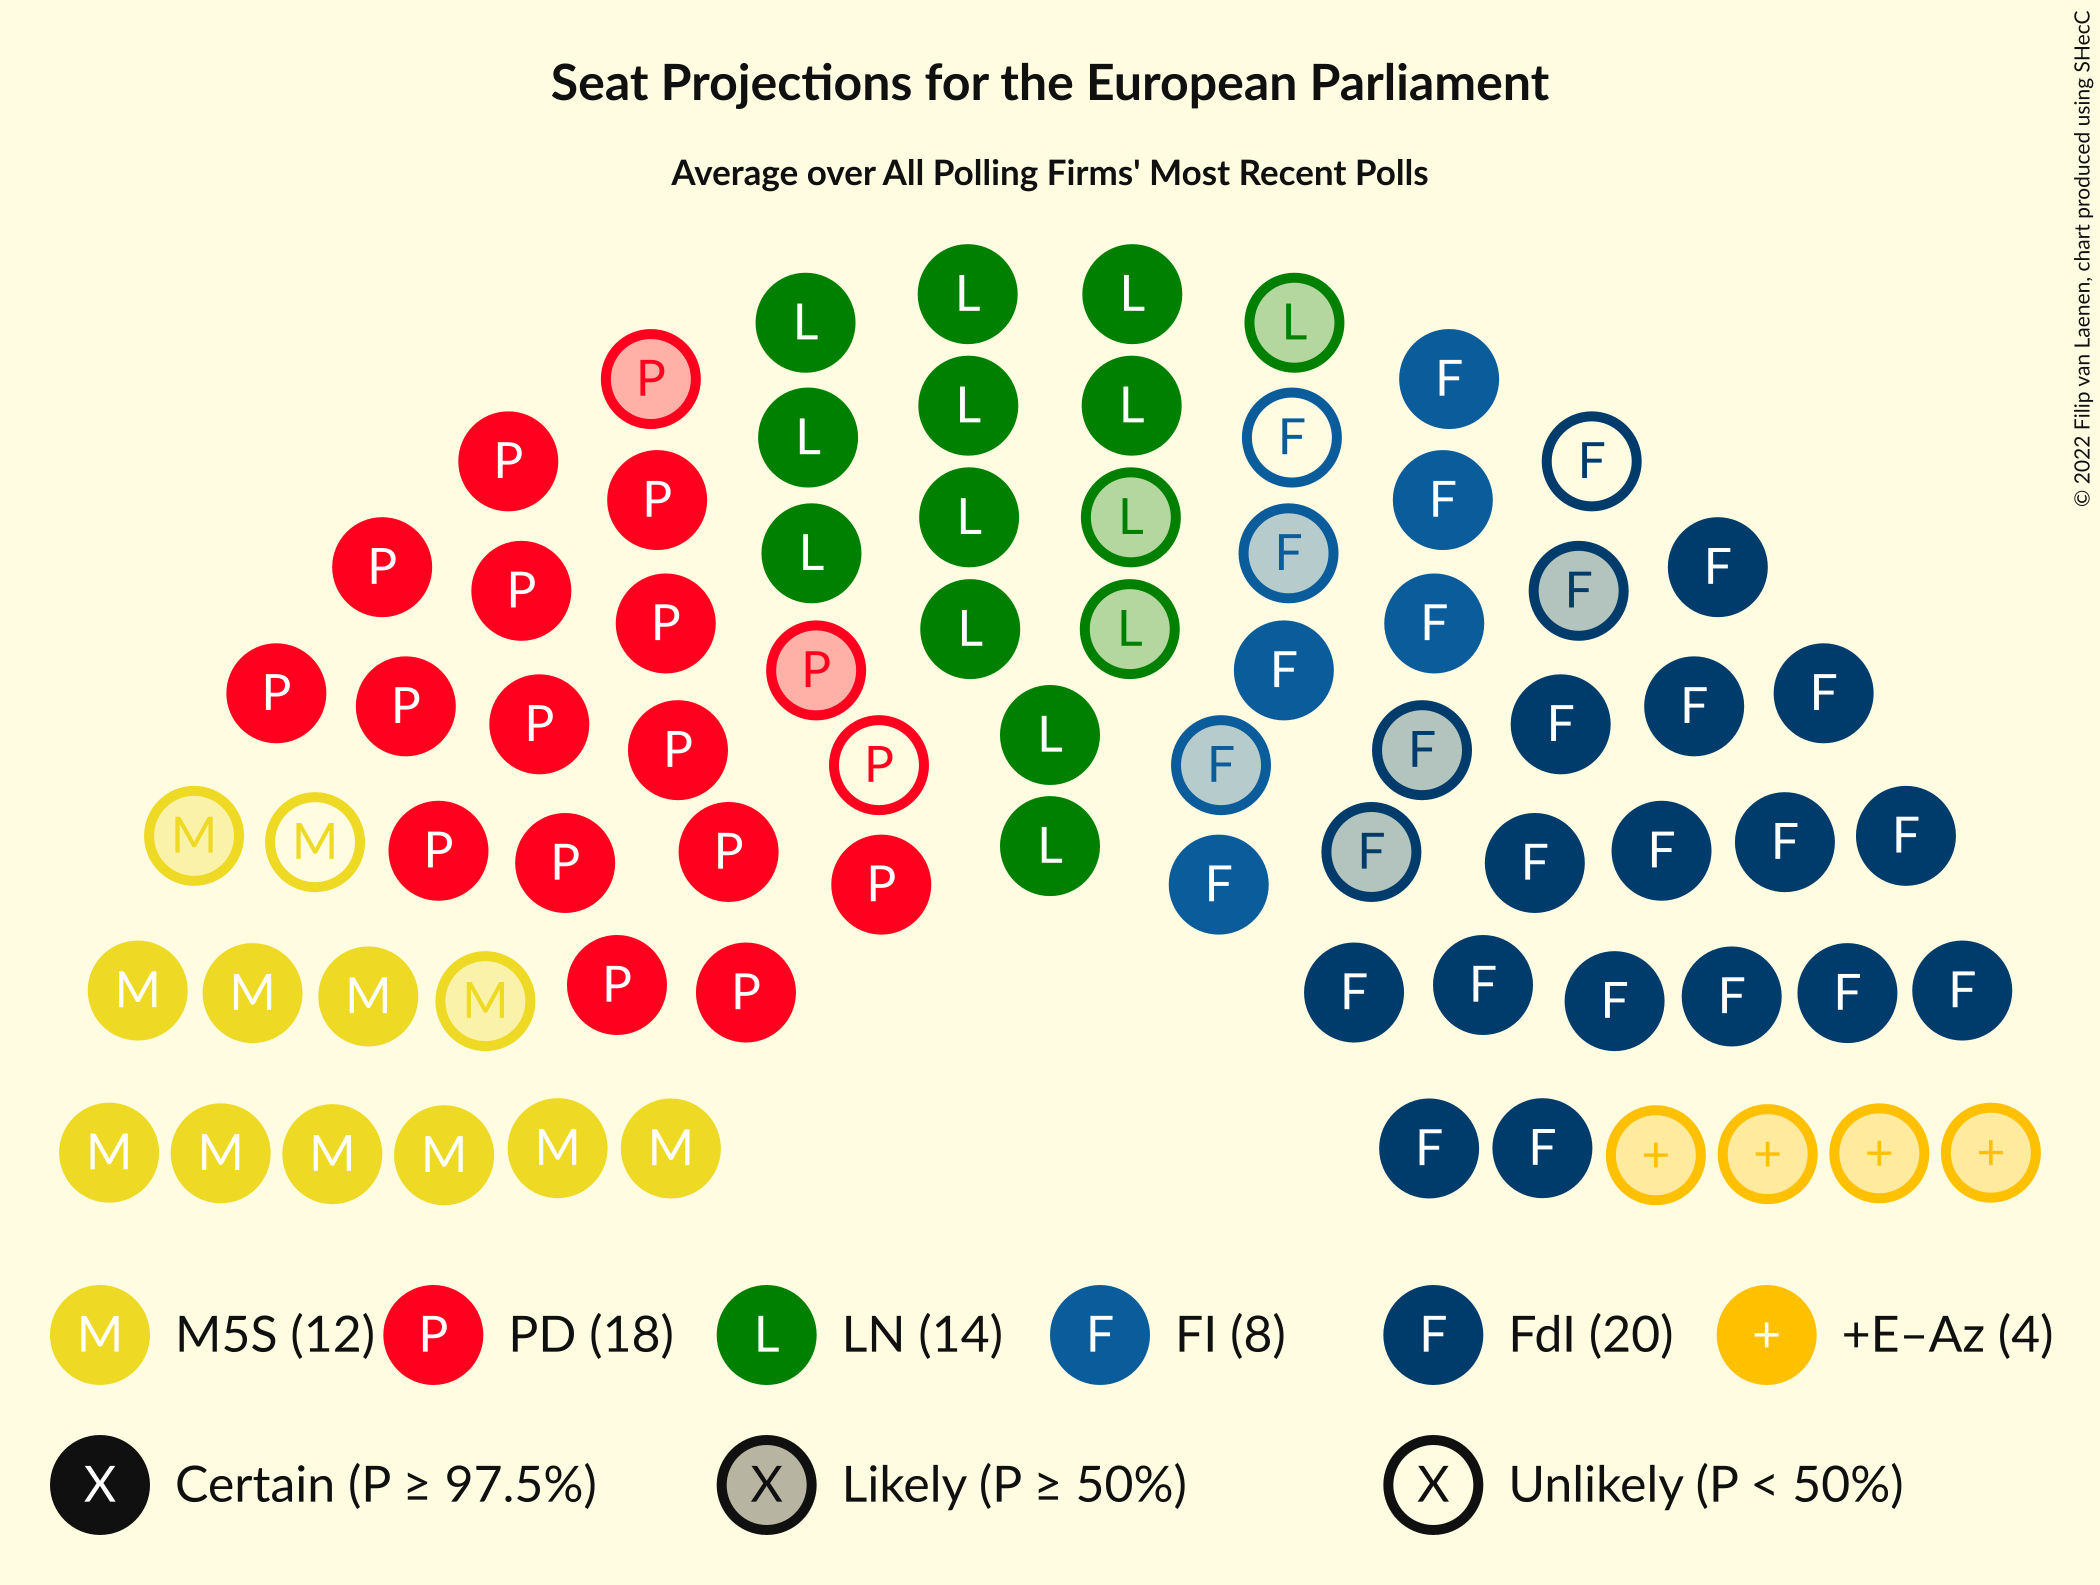 Seat Projections for the European Parliament
Average over All Polling Firms' Most Recent Polls
© 2022 Filip van Laenen, chart produced using SHecC
L L
L L
P F
L L
P F
L F
P F
L L
P F
L F
P F
P F
L L
P F
P F
P F
P F
P F
P F
L
P F
P F
M F
M F
L
P F
P F
P F
P F
P F
P F
M F
M F
M F
M F
M M M M M M F F + + + +
M M5S (12) P PD (18) L LN (14) F FI (8) F FdI (20) + +E–Az (4)
X Certain (P ≥ 97.5%) X Likely (P ≥ 50%) X Unlikely (P < 50%)